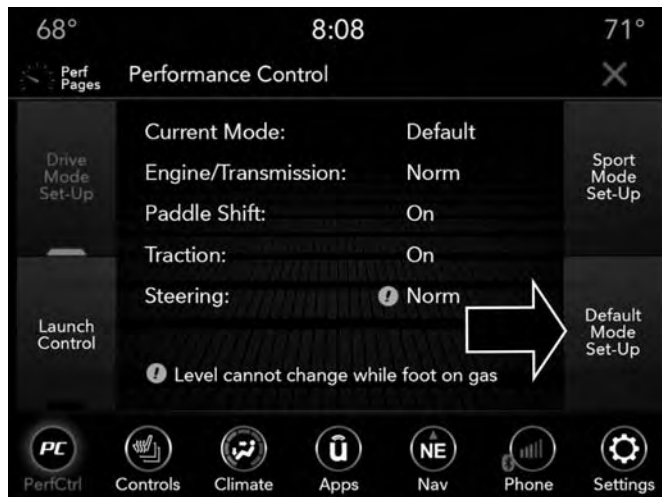 68° 8:08 71°
Perf
Pages
Performance Control
Drive
Mode
Set-Up
Launch
Control
Current Mode: Default
Engine/Transmission: Norm
Paddle Shift: On
Traction: On
Steering: ! Norm
! Level cannot change while foot on gas
Sport
Mode
Set-Up
Default
Mode
Set-Up
PC
PerfCtrl
Controls
Climate
û
Apps
NE
Nav
Phone
Settings